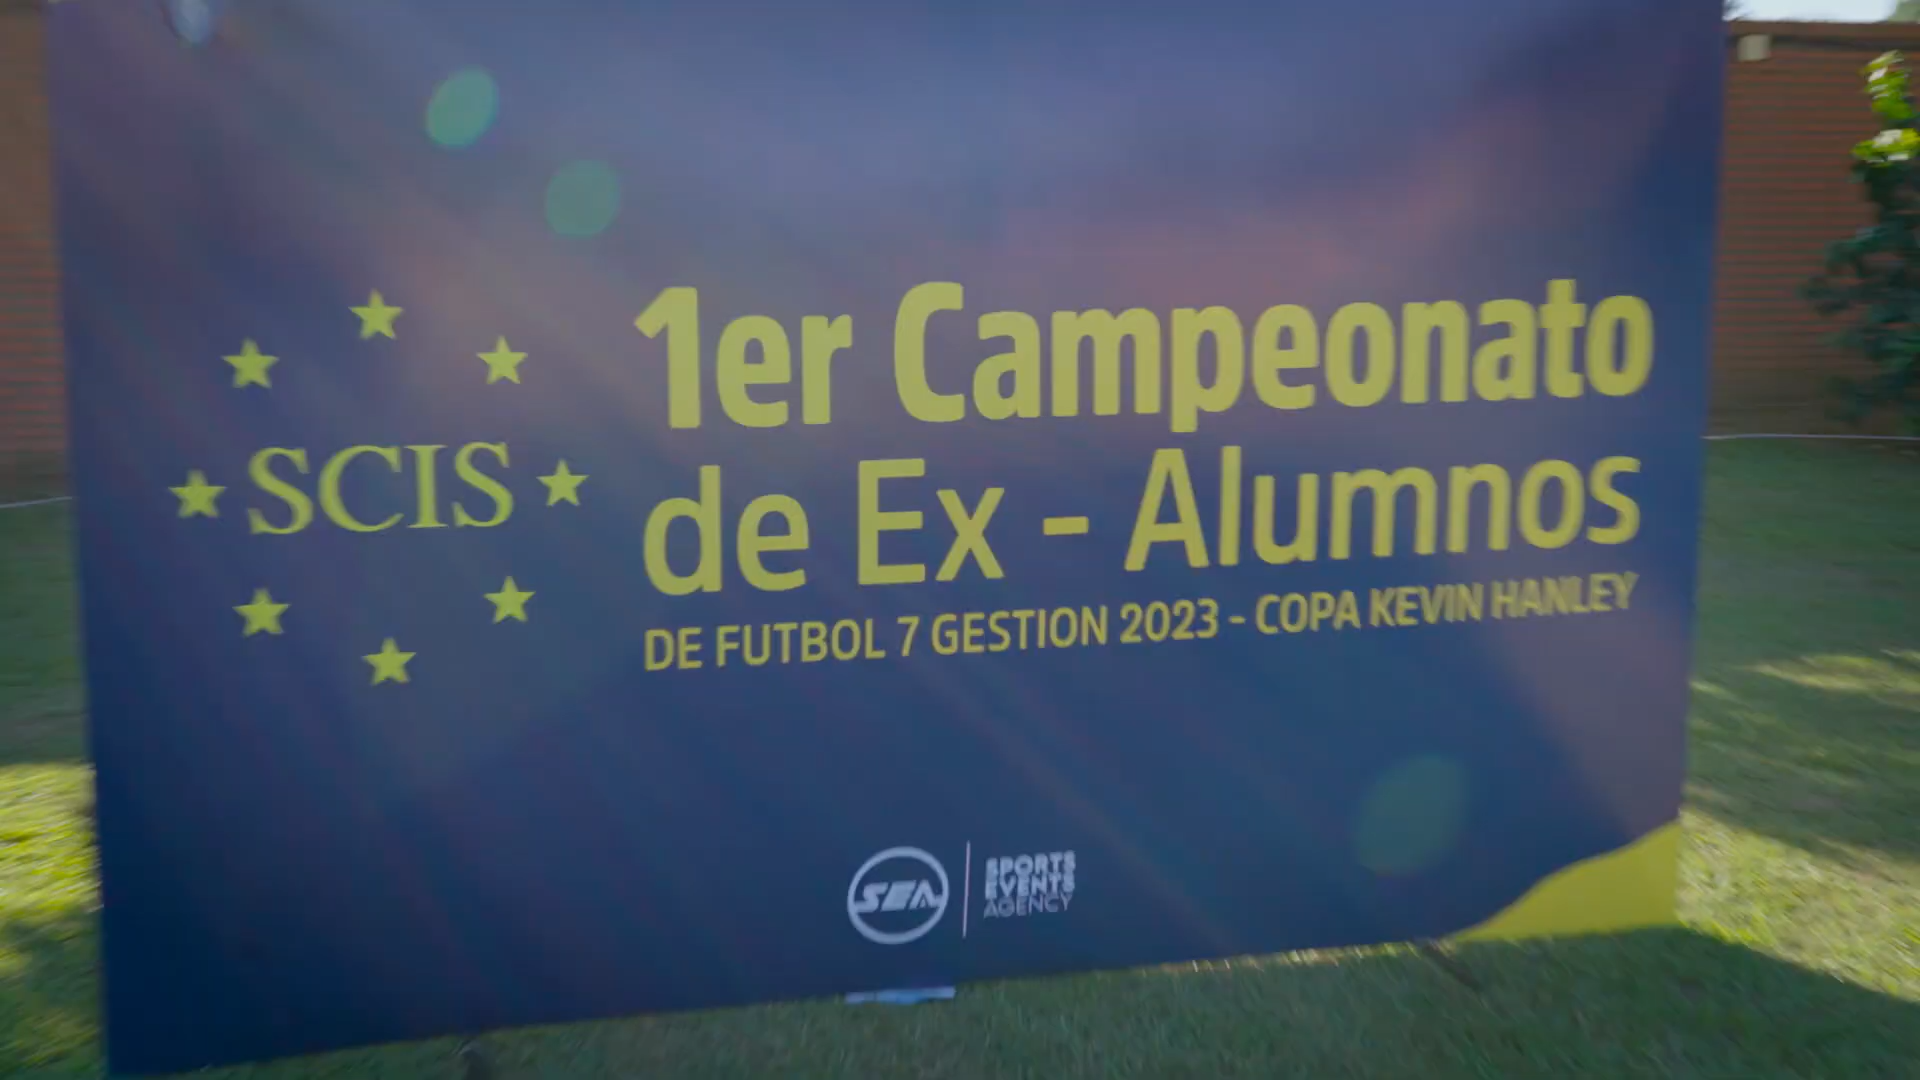 SCIS
1er Campeonato
de Ex - Alumnos
DE FUTBOL 7 GESTION 2023 - COPA KEVIN HANLEY
SEA
SPORTS
EVENTS
AGENCY